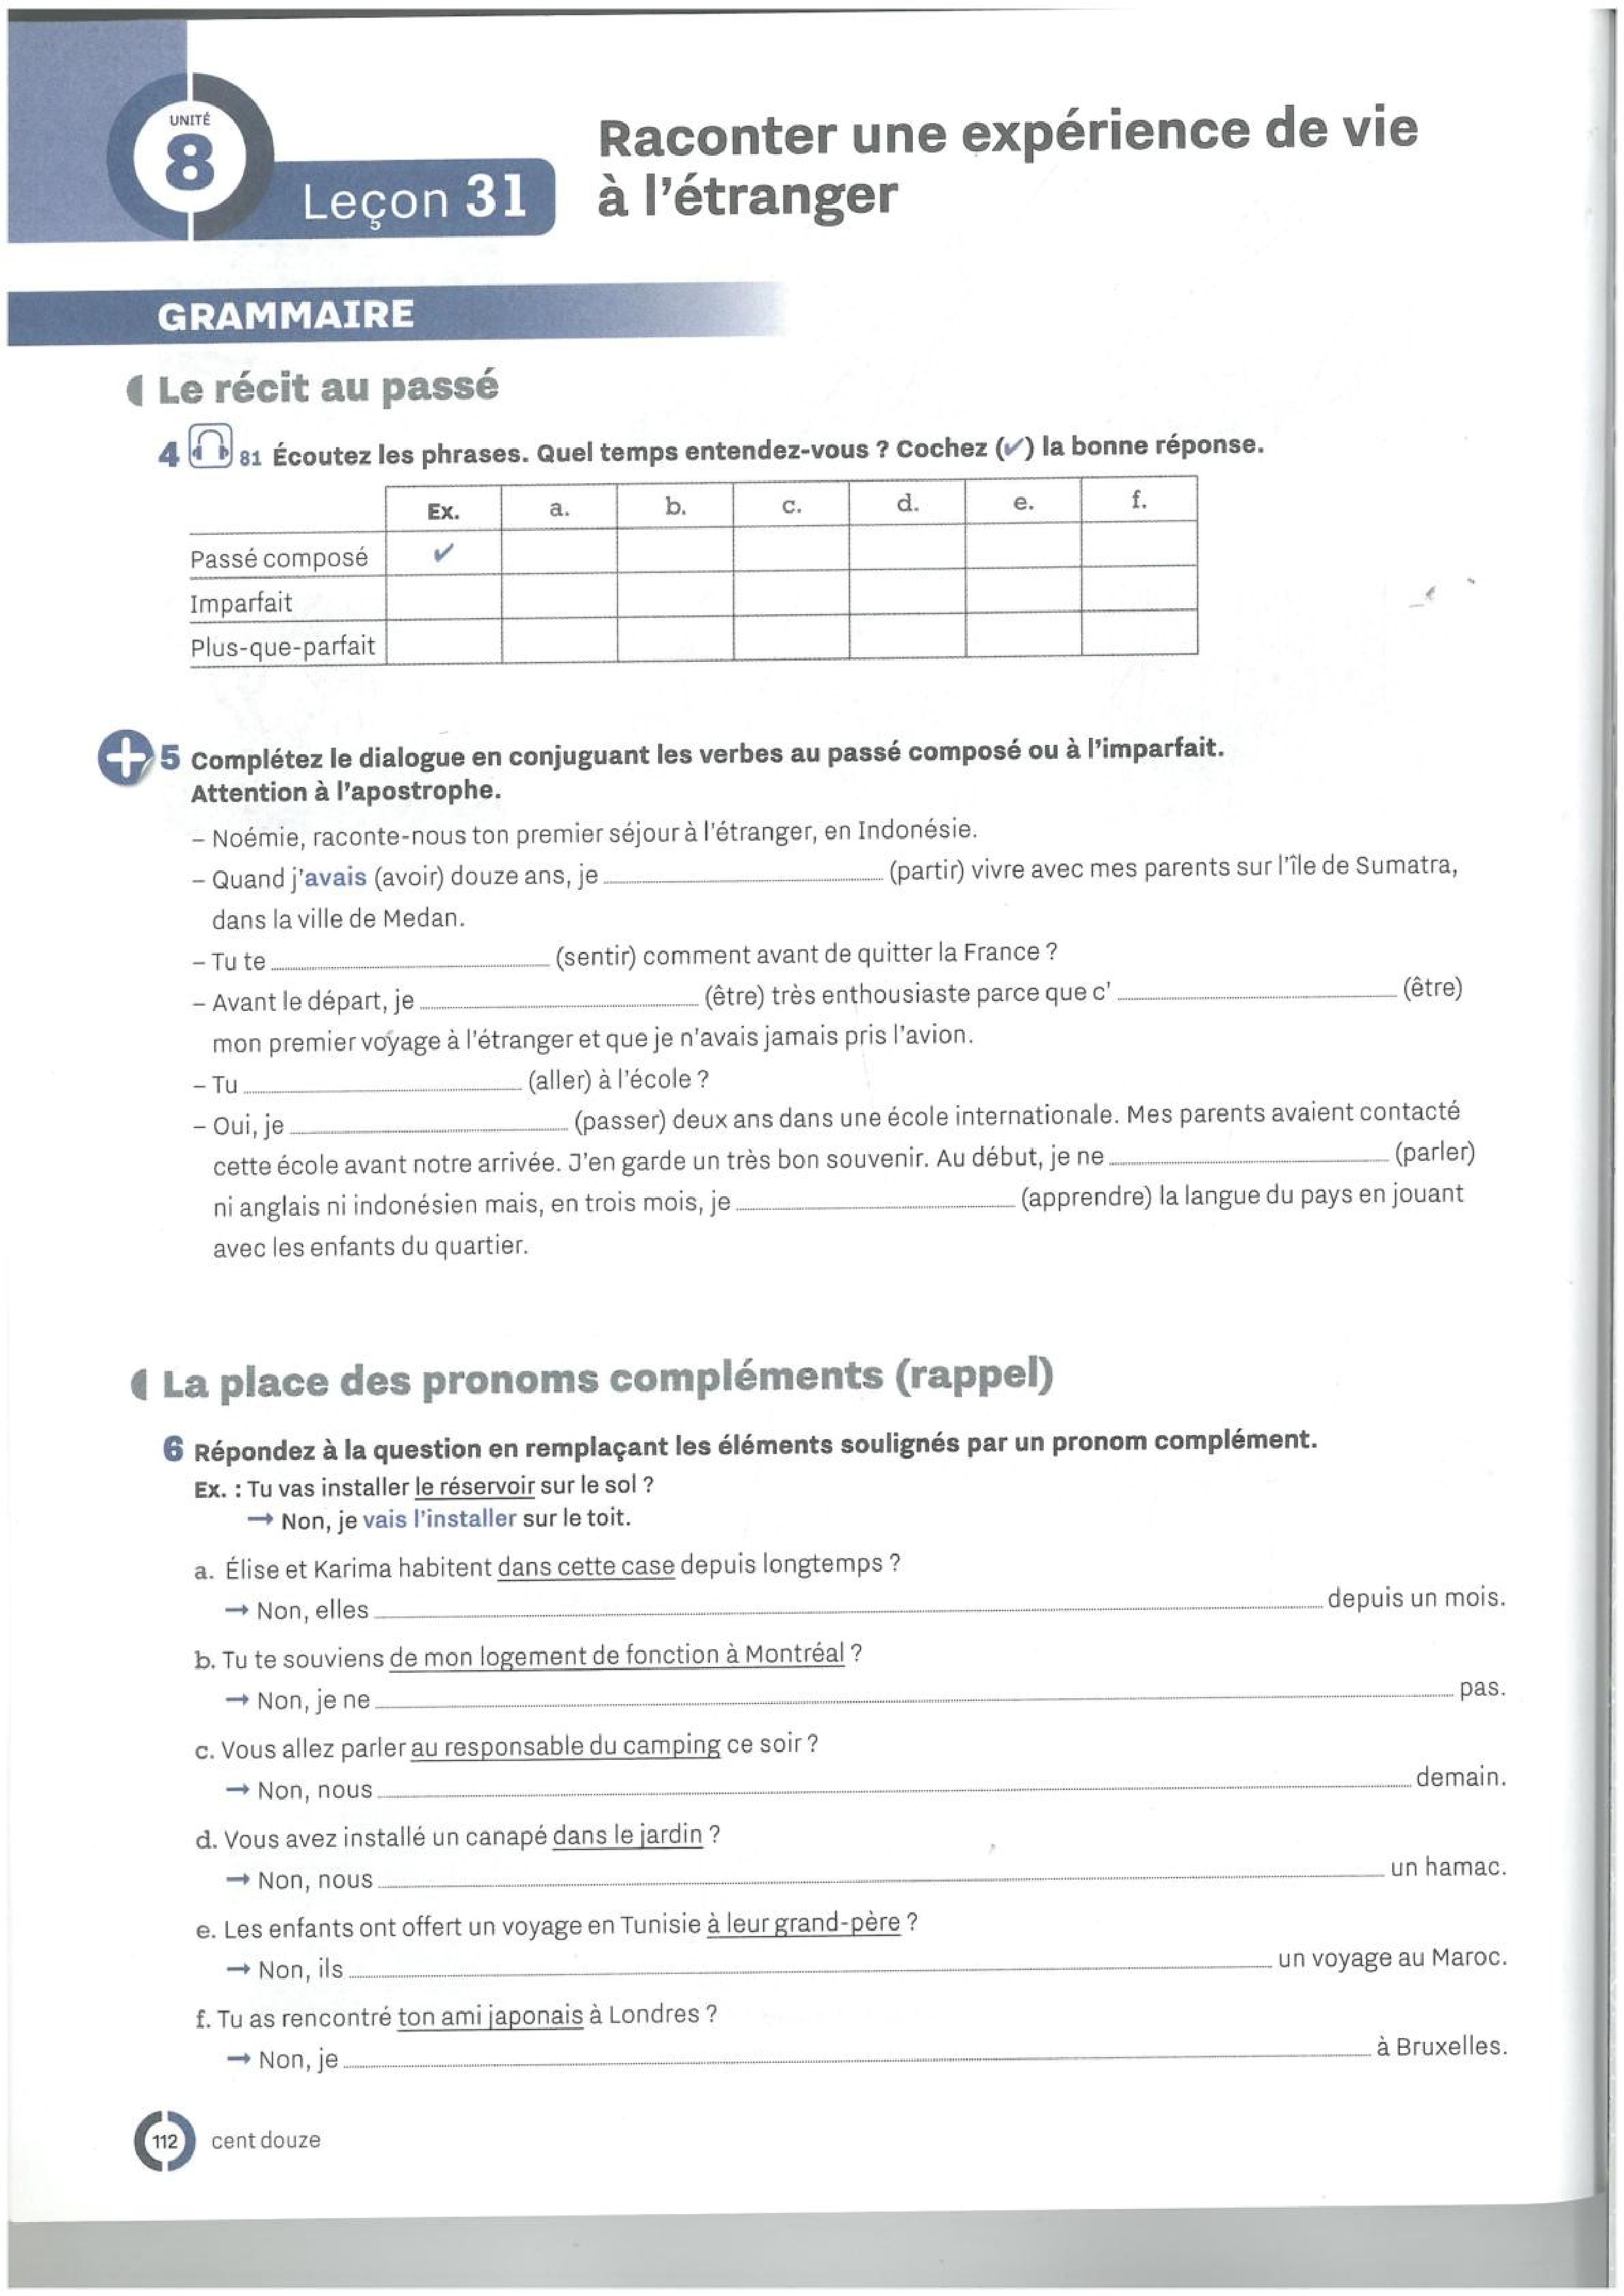 UNITÉ
8
Leçon 31
Raconter une expérience de vie
à l'étranger
GRAMMAIRE
Le récit au passé
4 81 Écoutez les phrases. Quel temps entendez-vous ? Cochez (✔) la bonne réponse.
Ex. a. b. c. d. e. f.
Passé composé ✔
Imparfait
Plus-que-parfait
+ 5 Complétez le dialogue en conjuguant les verbes au passé composé ou à l'imparfait.
Attention à l'apostrophe.
– Noémie, raconte-nous ton premier séjour à l'étranger, en Indonésie.
– Quand j'avais (avoir) douze ans, je ............ (partir) vivre avec mes parents sur l'île de Sumatra,
dans la ville de Medan.
– Tu te ............ (sentir) comment avant de quitter la France ?
– Avant le départ, je ............ (être) très enthousiaste parce que c' ............ (être)
mon premier voyage à l'étranger et que je n'avais jamais pris l'avion.
– Tu ............ (aller) à l'école ?
– Oui, je ............ (passer) deux ans dans une école internationale. Mes parents avaient contacté
cette école avant notre arrivée. J'en garde un très bon souvenir. Au début, je ne ............ (parler)
ni anglais ni indonésien mais, en trois mois, je ............ (apprendre) la langue du pays en jouant
avec les enfants du quartier.
La place des pronoms compléments (rappel)
6 Répondez à la question en remplaçant les éléments soulignés par un pronom complément.
Ex. : Tu vas installer le réservoir sur le sol ?
→ Non, je vais l'installer sur le toit.
a. Élise et Karima habitent dans cette case depuis longtemps ?
→ Non, elles ............ depuis un mois.
b. Tu te souviens de mon logement de fonction à Montréal ?
→ Non, je ne ............ pas.
c. Vous allez parler au responsable du camping ce soir ?
→ Non, nous ............ demain.
d. Vous avez installé un canapé dans le jardin ?
→ Non, nous ............ un hamac.
e. Les enfants ont offert un voyage en Tunisie à leur grand-père ?
→ Non, ils ............ un voyage au Maroc.
f. Tu as rencontré ton ami japonais à Londres ?
→ Non, je ............ à Bruxelles.
112 cent douze